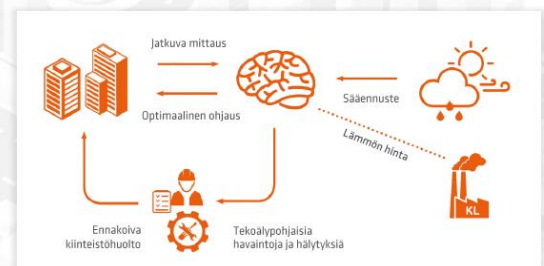 Jatkuva mittaus
Optimaalinen ohjaus
Sääennuste
Lämmön hinta
KL
Ennakoiva
kiinteistöhuolto
Tekoälypohjaisia
havaintoja ja hälytyksiä